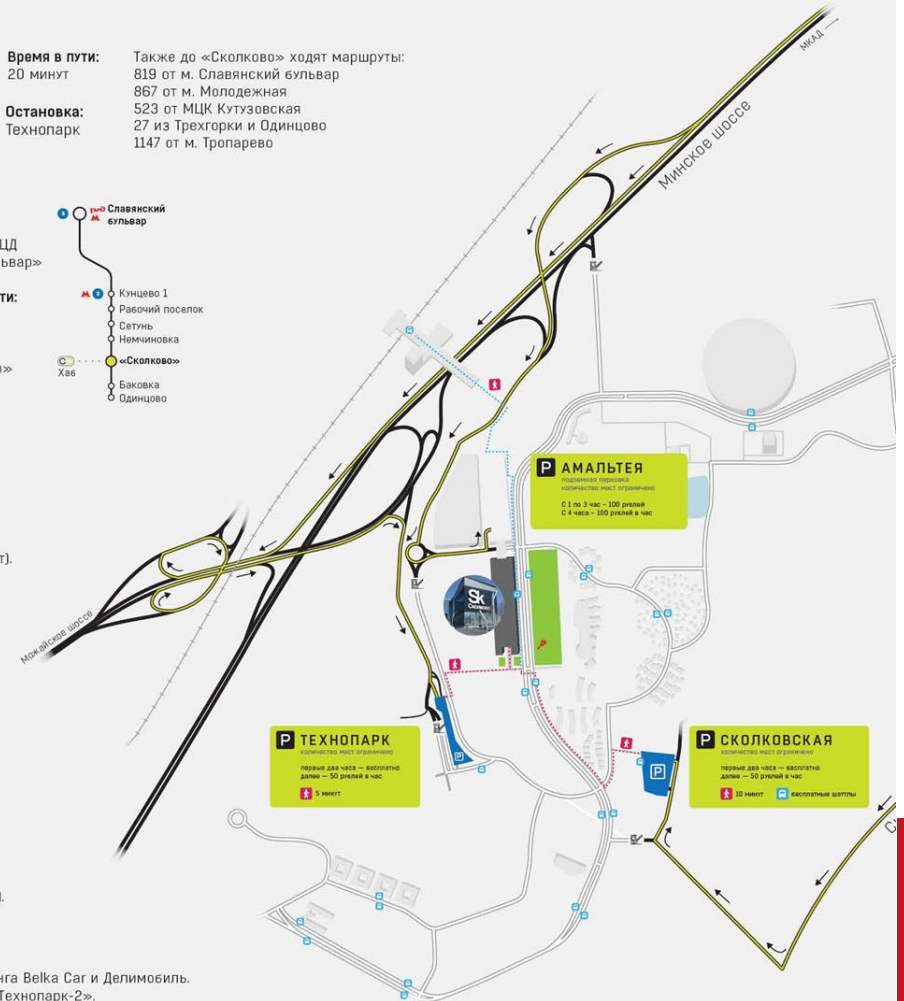 Время в пути:
20 минут
Остановка:
Технопарк
Также до «Сколково» ходят маршруты:
819 от м. Славянский бульвар
867 от м. Молодежная
523 от МЦК Кутузовская
27 из Трехгорки и Одинцово
1147 от м. Тропарево
МКАД
Минское шоссе
3
М
Славянский
бульвар
ЦД
ьвар»
ти:
М 3 Кунцево 1
Рабочий поселок
Сетунь
Немчиновка
«Сколково»
Хаб
Баковка
Одинцово
»
P АМАЛЬТЕЯ
подземная парковка
количество мест ограничено
С 1 по 3 час – 100 рублей
С 4 часа – 100 рублей в час
т).
Sk
Сколково
Можайское шоссе
P ТЕХНОПАРК
количество мест ограничено
первые два часа — бесплатно
далее — 50 рублей в час
5 минут
P
P СКОЛКОВСКАЯ
количество мест ограничено
первые два часа — бесплатно
далее — 50 рублей в час
10 минут
бесплатные шаттлы
P
нга Belka Car и Делимобиль.
Технопарк-2».